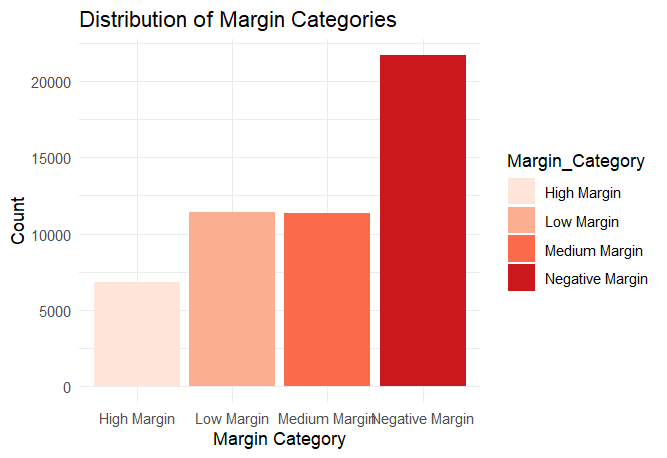 Distribution of Margin Categories
20000
15000
10000
5000
0
Count
High Margin
Low Margin
Medium Margin
Negative Margin
Margin Category
Margin_Category
High Margin
Low Margin
Medium Margin
Negative Margin